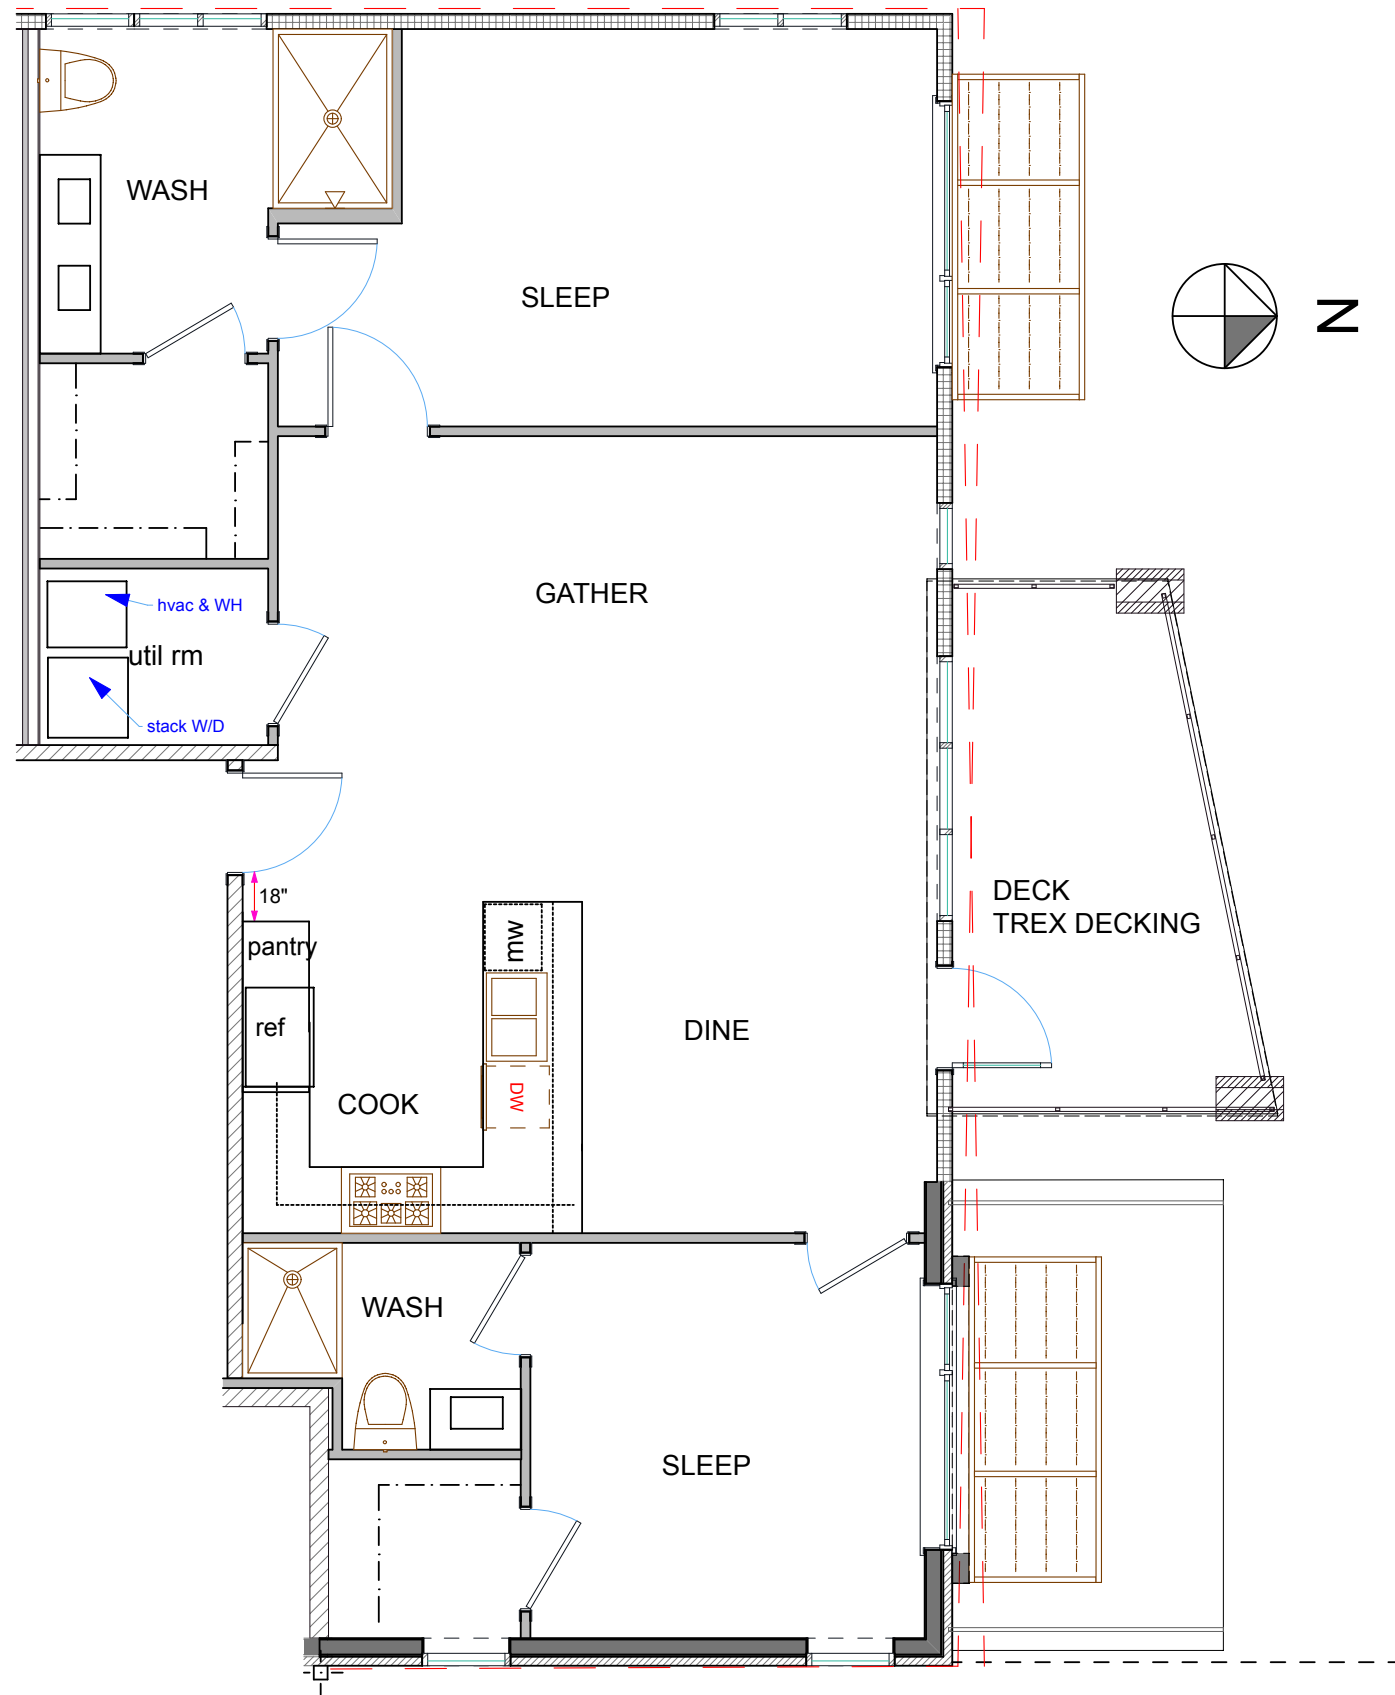 WASH
SLEEP
N
GATHER
hvac & WH
util rm
stack W/D
18"
pantry
mw
DECK
TREX DECKING
ref
DINE
DW
COOK
WASH
SLEEP